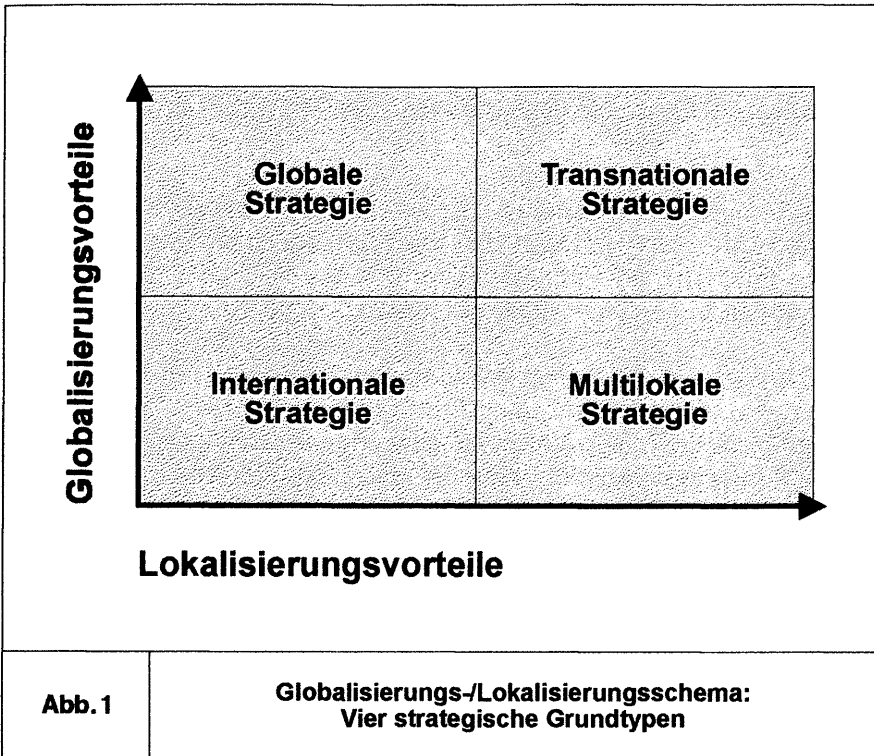 Globalisierungsvorteile
Globale
Strategie
Transnationale
Strategie
Internationale
Strategie
Multilokale
Strategie
Lokalisierungsvorteile
Abb.1
Globalisierungs-/Lokalisierungsschema:
Vier strategische Grundtypen